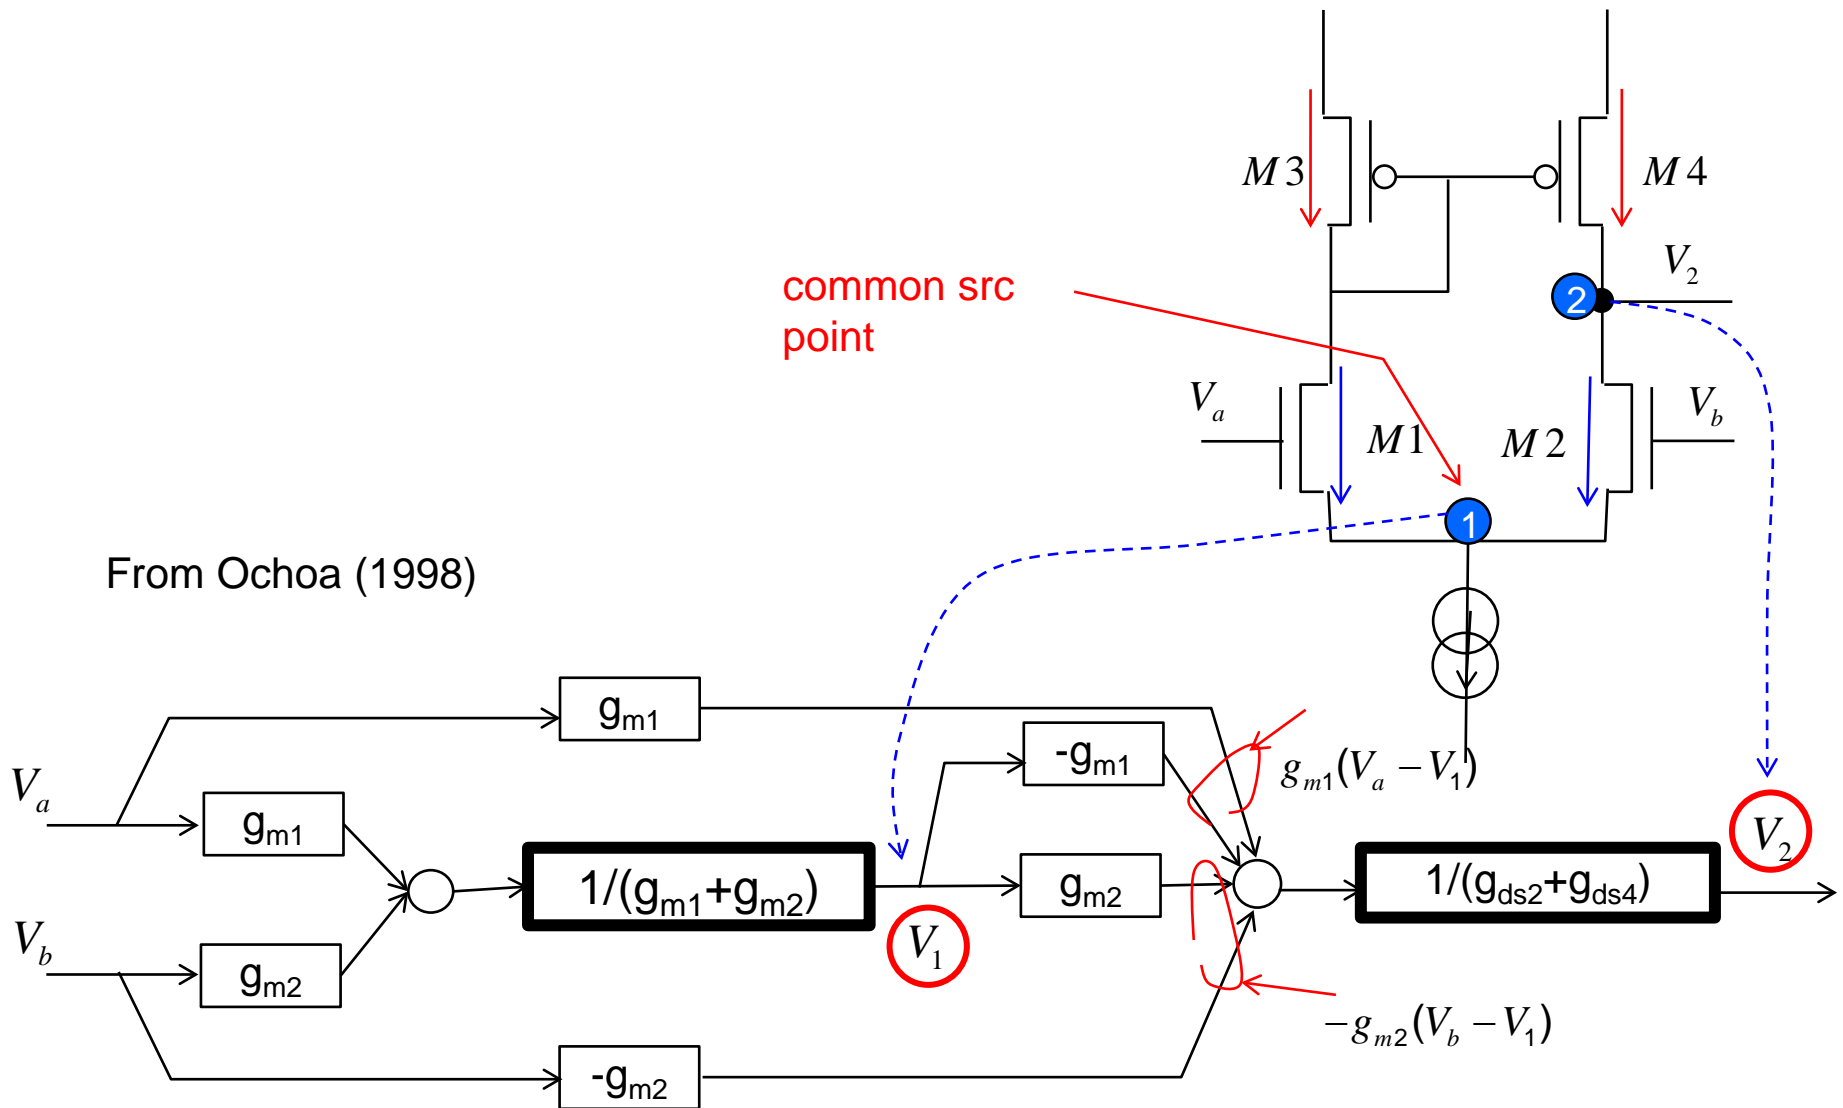 M3
M4
V2
2
common src
point
Va
M1
M2
Vb
1
From Ochoa (1998)
gm1
-gm1
gm1(Va − V1)
Va
gm1
V2
1/(gm1+gm2)
gm2
1/(gds2+gds4)
Vb
V1
gm2
−gm2(Vb − V1)
-gm2